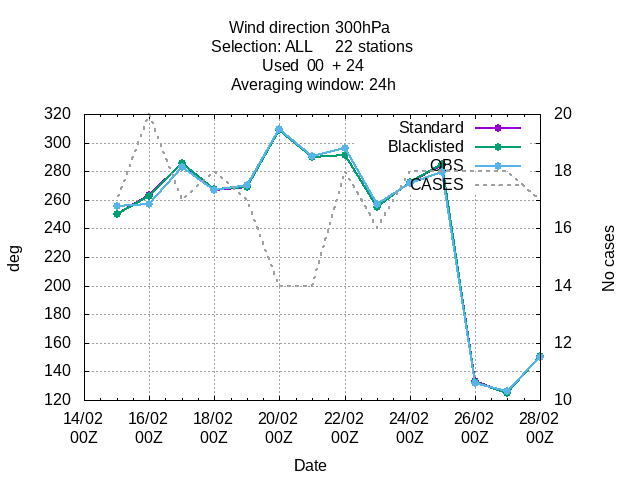 Wind direction 300hPa
Selection: ALL     22 stations
Used  00  + 24
Averaging window: 24h
320
300
280
260
240
220
200
180
160
140
120
20
18
16
14
12
10
Standard
Blacklisted
OBS
CASES
deg
No cases
14/02 16/02 18/02 20/02 22/02 24/02 26/02 28/02
00Z 00Z 00Z 00Z 00Z 00Z 00Z 00Z
Date